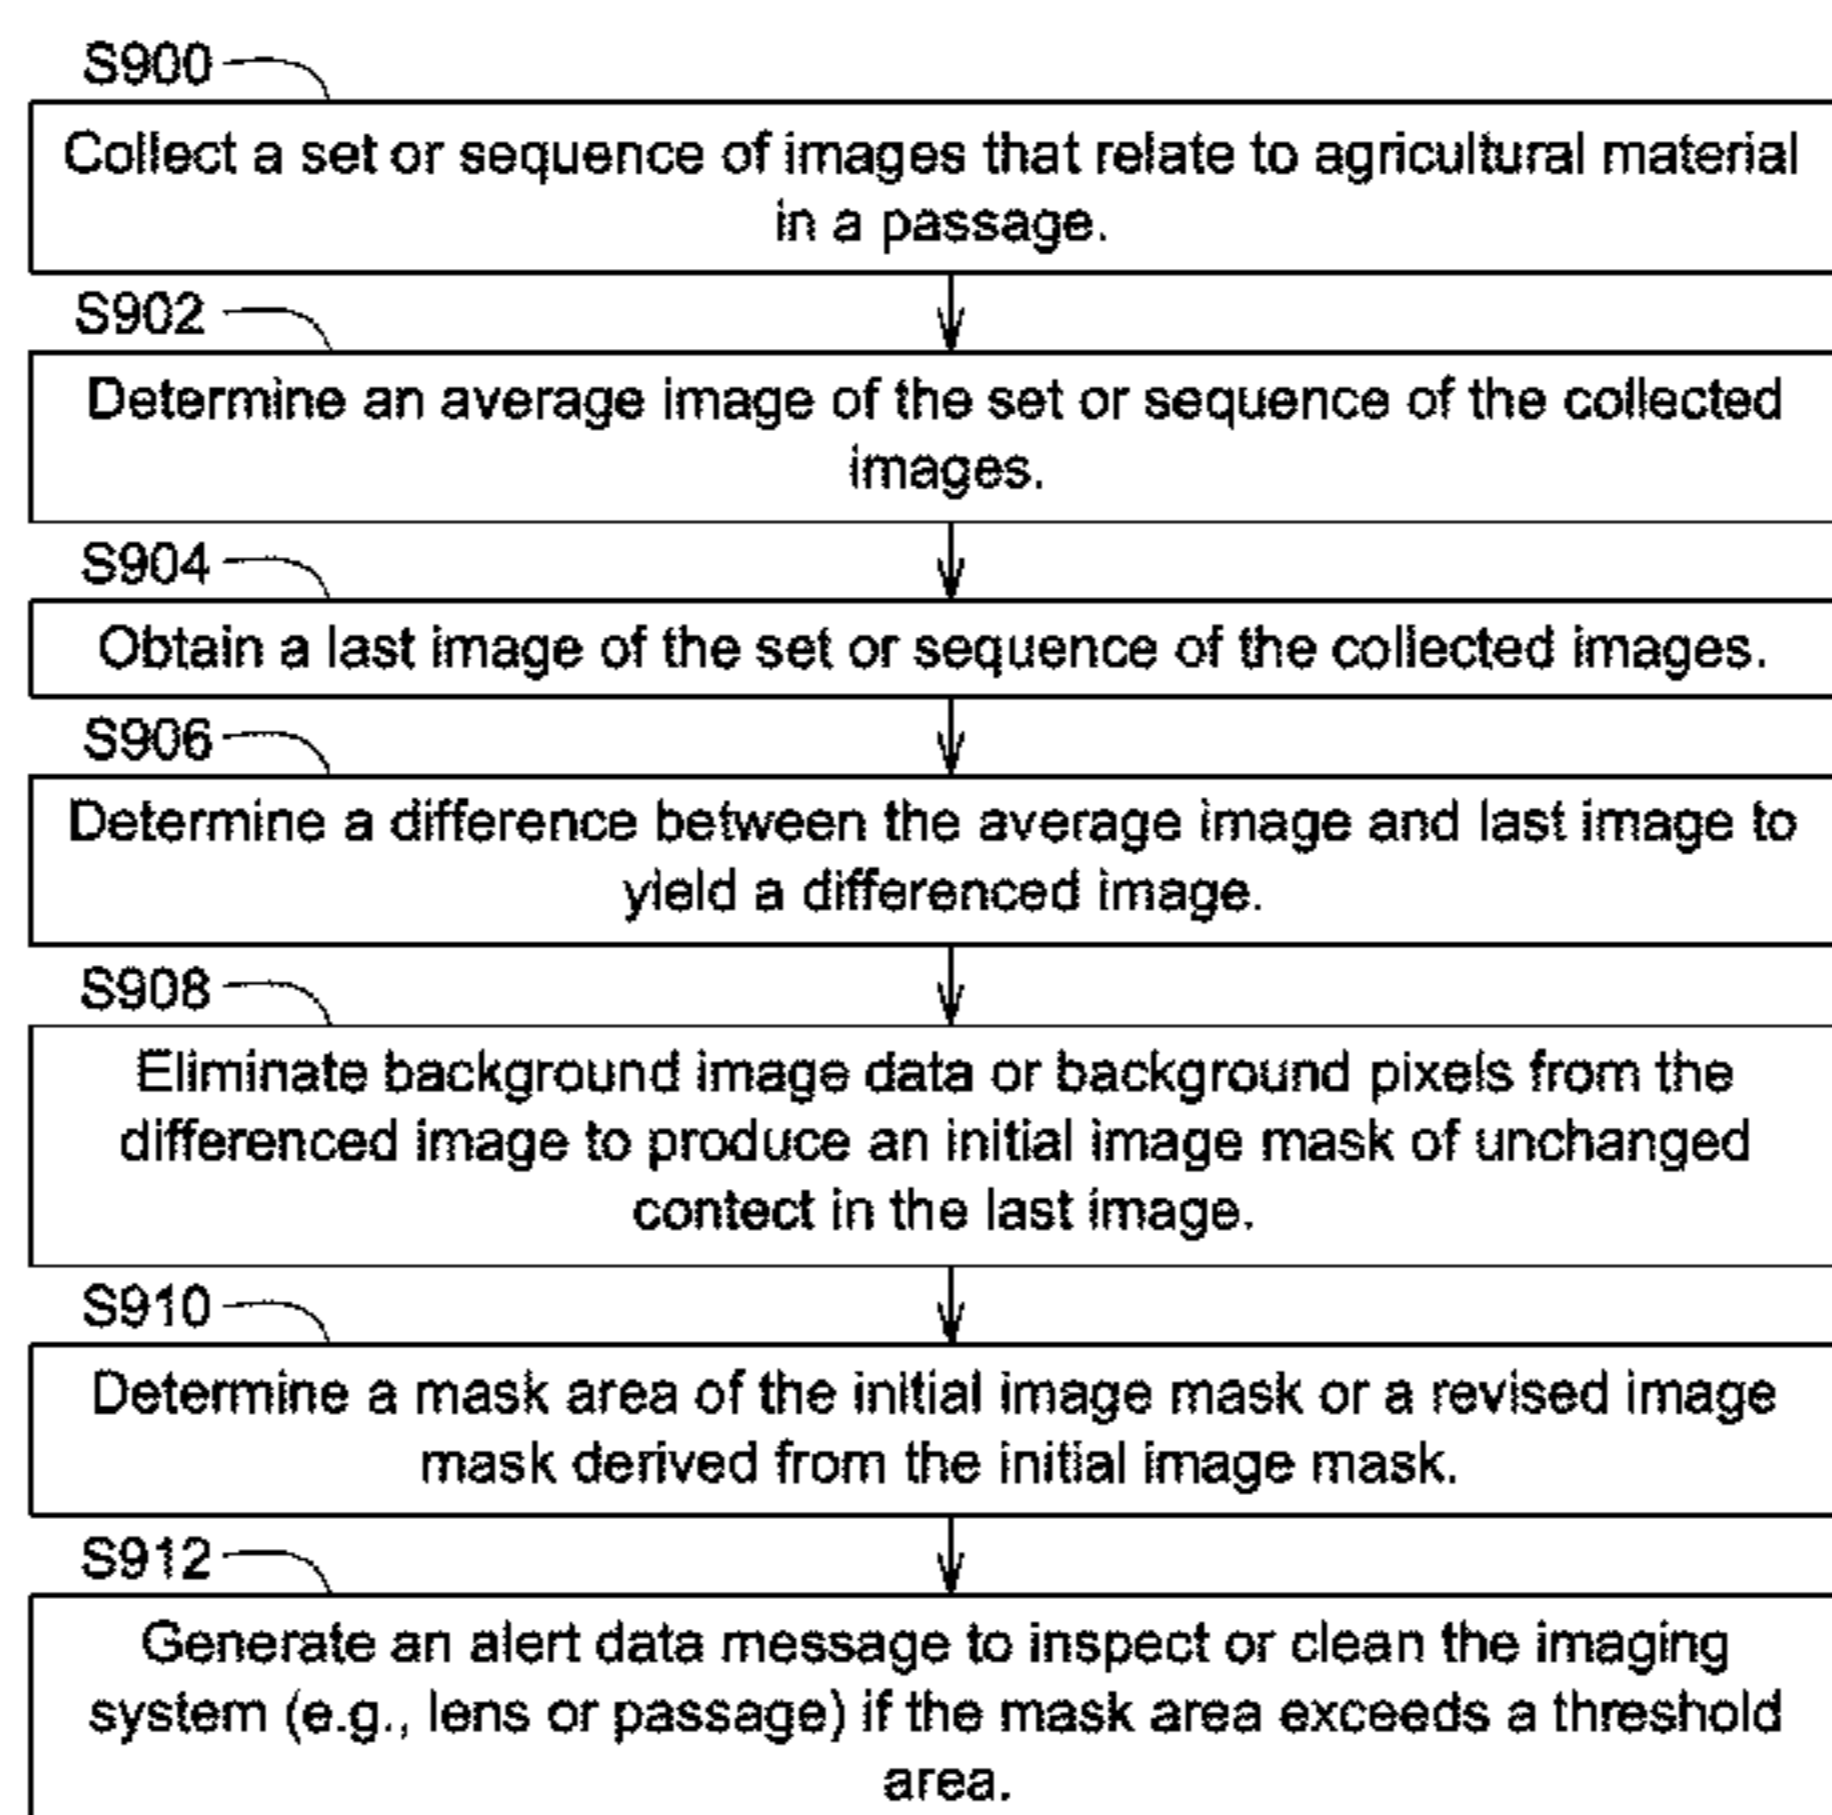 S900
Collect a set or sequence of images that relate to agricultural material
in a passage.
S902
Determine an average image of the set or sequence of the collected
images.
S904
Obtain a last image of the set or sequence of the collected images.
S906
Determine a difference between the average image and last image to
yield a differenced image.
S908
Eliminate background image data or background pixels from the
differenced image to produce an initial image mask of unchanged
contect in the last image.
S910
Determine a mask area of the initial image mask or a revised image
mask derived from the initial image mask.
S912
Generate an alert data message to inspect or clean the imaging
system (e.g., lens or passage) if the mask area exceeds a threshold
area.